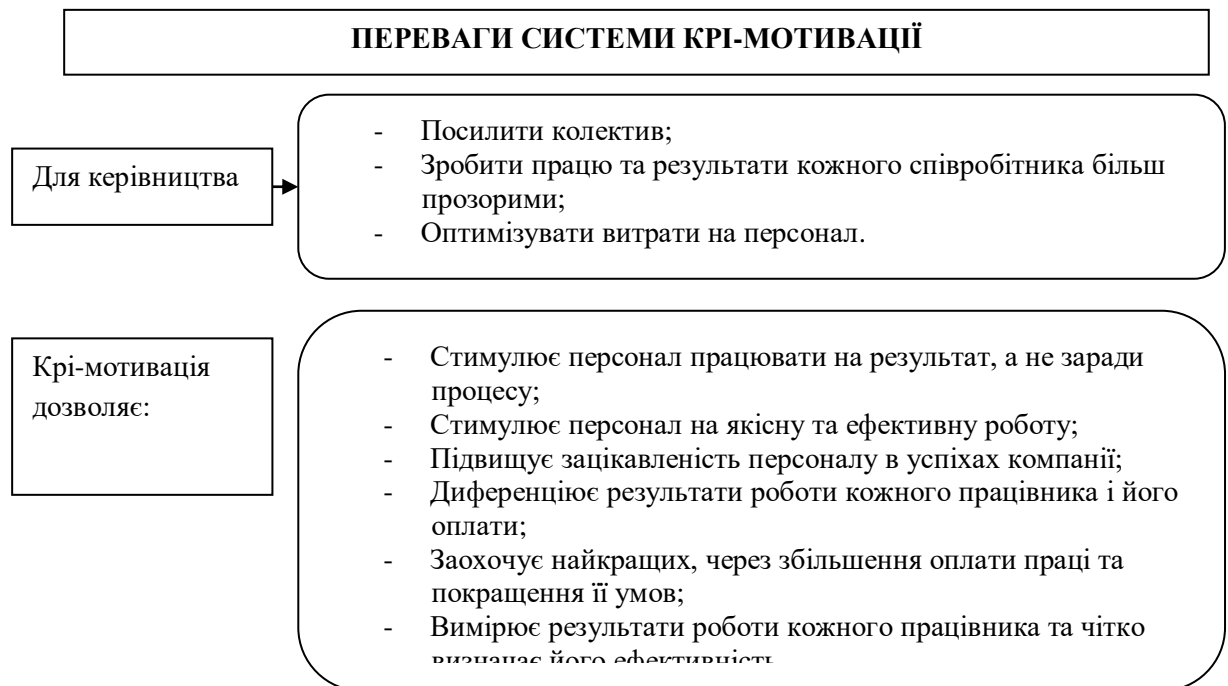 ПЕРЕВАГИ СИСТЕМИ КРІ-МОТИВАЦІЇ
Для керівництва
- Посилити колектив;
- Зробити працю та результати кожного співробітника більш
прозорими;
- Оптимізувати витрати на персонал.
Крі-мотивація
дозволяє:
- Стимулює персонал працювати на результат, а не заради
процесу;
- Стимулює персонал на якісну та ефективну роботу;
- Підвищує зацікавленість персоналу в успіхах компанії;
- Диференціює результати роботи кожного працівника і його
оплати;
- Заохочує найкращих, через збільшення оплати праці та
покращення її умов;
- Вимірює результати роботи кожного працівника та чітко
визначає його ефективність